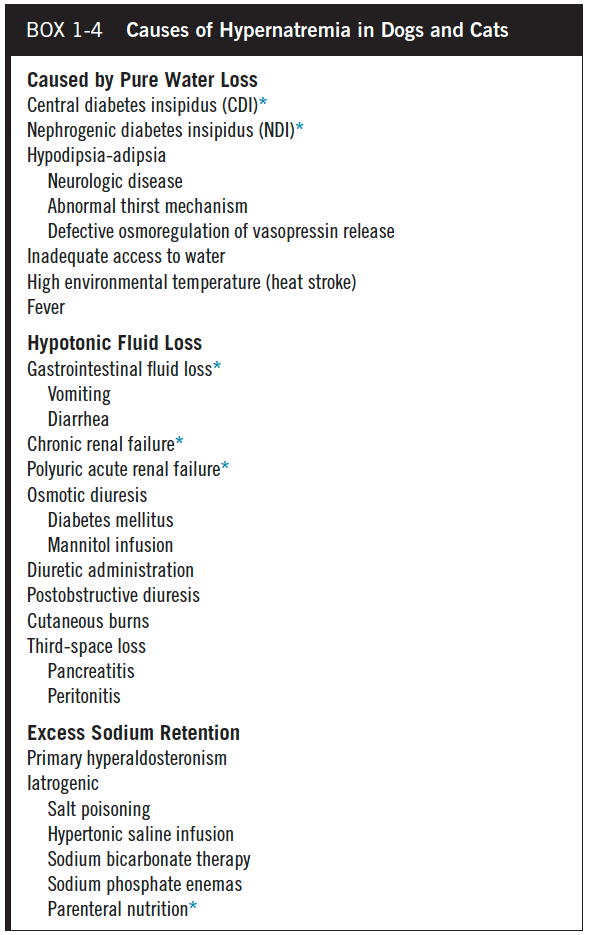 BOX 1-4 Causes of Hypernatremia in Dogs and Cats
Caused by Pure Water Loss
Central diabetes insipidus (CDI)*
Nephrogenic diabetes insipidus (NDI)*
Hypodipsia-adipsia
Neurologic disease
Abnormal thirst mechanism
Defective osmoregulation of vasopressin release
Inadequate access to water
High environmental temperature (heat stroke)
Fever
Hypotonic Fluid Loss
Gastrointestinal fluid loss*
Vomiting
Diarrhea
Chronic renal failure*
Polyuric acute renal failure*
Osmotic diuresis
Diabetes mellitus
Mannitol infusion
Diuretic administration
Postobstructive diuresis
Cutaneous burns
Third-space loss
Pancreatitis
Peritonitis
Excess Sodium Retention
Primary hyperaldosteronism
Iatrogenic
Salt poisoning
Hypertonic saline infusion
Sodium bicarbonate therapy
Sodium phosphate enemas
Parenteral nutrition*